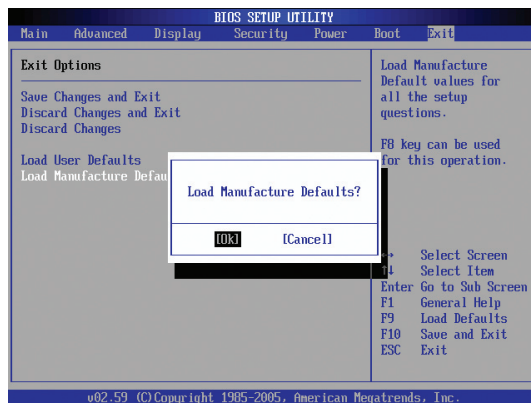 BIOS SETUP UTILITY
Main Advanced Display Security Power Boot Exit
Exit Options
Save Changes and Exit
Discard Changes and Exit
Discard Changes
Load User Defaults
Load Manufacture Defau
Load Manufacture Defaults?
[Ok] [Cancel]
Load Manufacture
Default values for
all the setup
questions.
F8 key can be used
for this operation.
↔ Select Screen
↑↓ Select Item
Enter Go to Sub Screen
F1 General Help
F9 Load Defaults
F10 Save and Exit
ESC Exit
v02.59 (C)Copyright 1985-2005, American Megatrends, Inc.